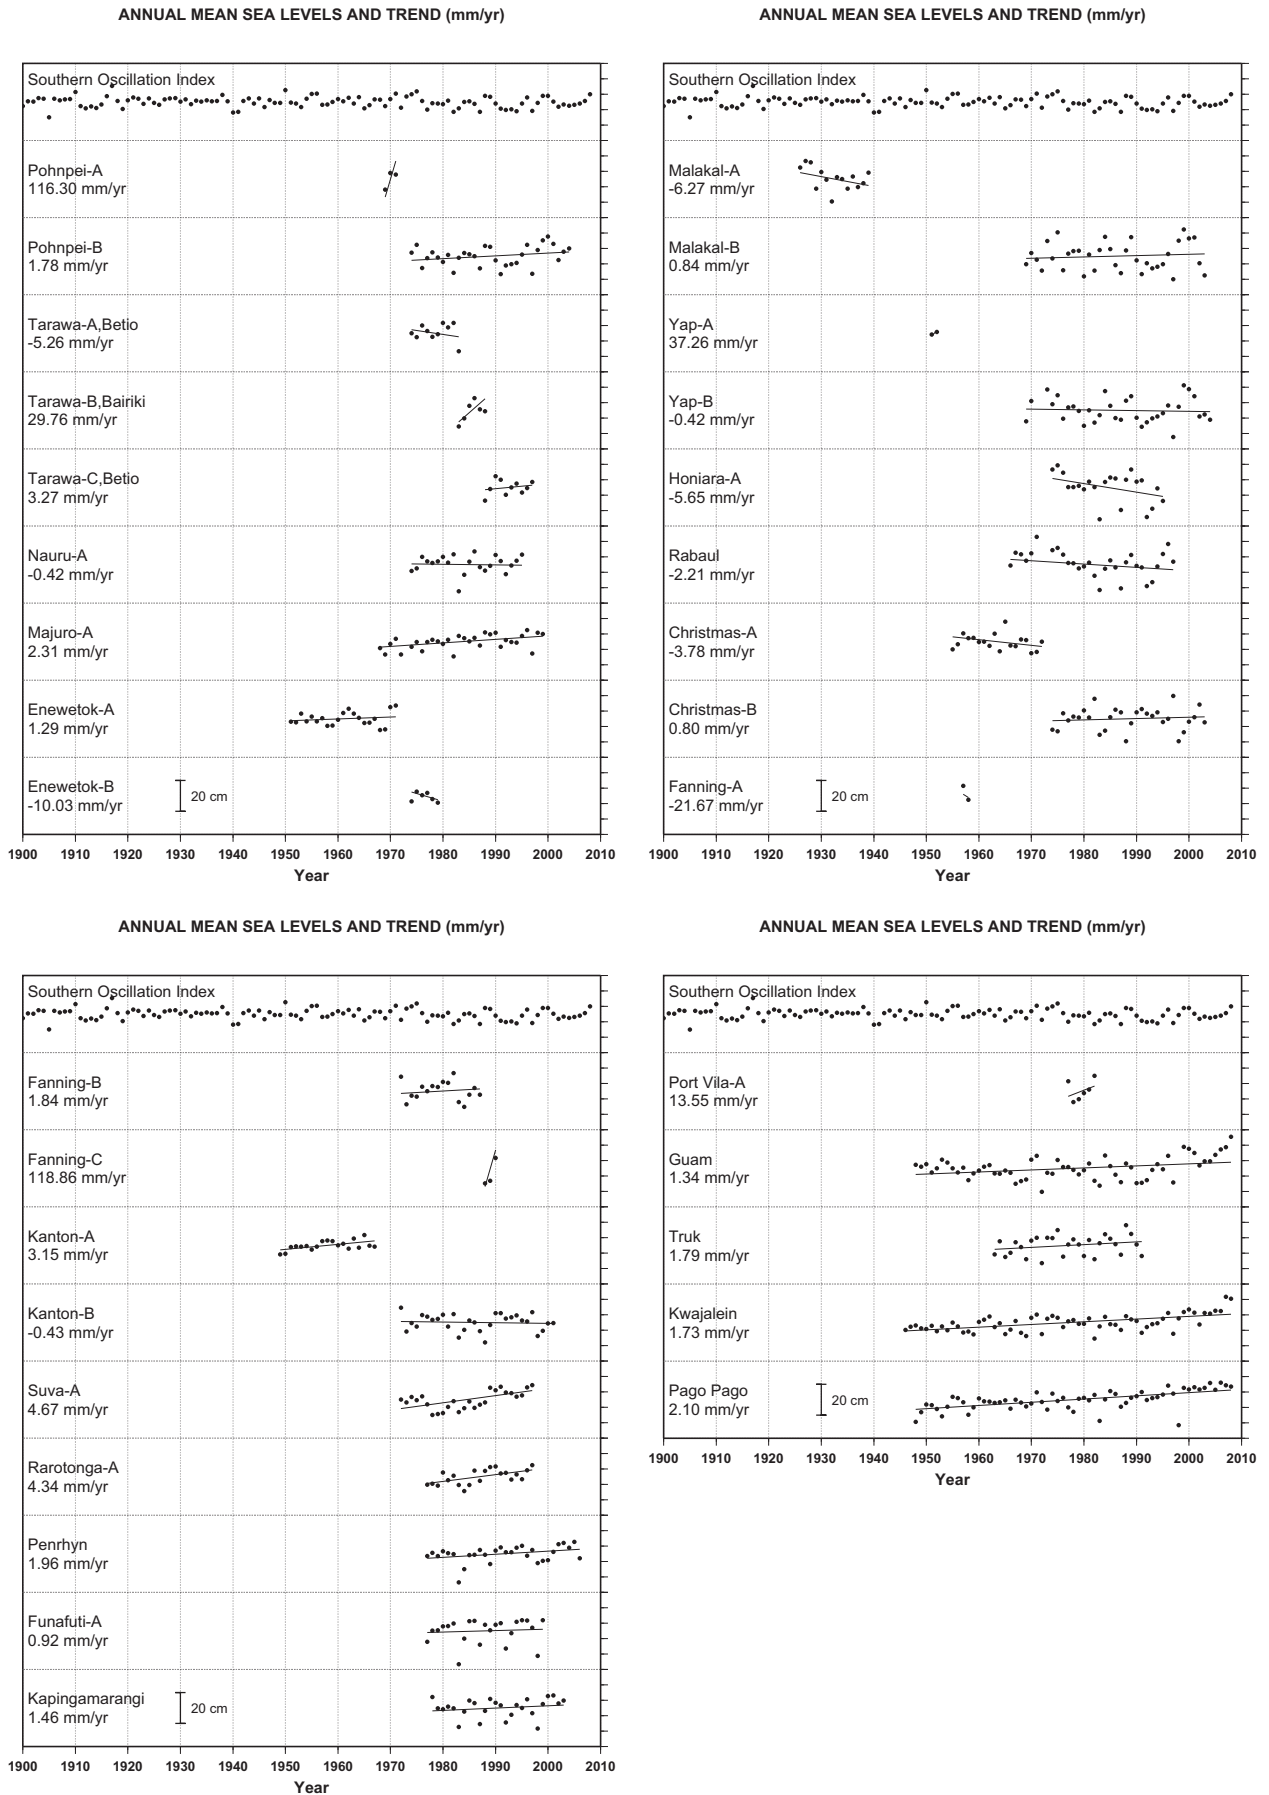 ANNUAL MEAN SEA LEVELS AND TREND (mm/yr)
Southern Oscillation Index
Pohnpei-A
116.30 mm/yr
Pohnpei-B
1.78 mm/yr
Tarawa-A,Betio
-5.26 mm/yr
Tarawa-B,Bairiki
29.76 mm/yr
Tarawa-C,Betio
3.27 mm/yr
Nauru-A
-0.42 mm/yr
Majuro-A
2.31 mm/yr
Enewetok-A
1.29 mm/yr
Enewetok-B
-10.03 mm/yr
20 cm
1900 1910 1920 1930 1940 1950 1960 1970 1980 1990 2000 2010
Year
ANNUAL MEAN SEA LEVELS AND TREND (mm/yr)
Southern Oscillation Index
Malakal-A
-6.27 mm/yr
Malakal-B
0.84 mm/yr
Yap-A
37.26 mm/yr
Yap-B
-0.42 mm/yr
Honiara-A
-5.65 mm/yr
Rabaul
-2.21 mm/yr
Christmas-A
-3.78 mm/yr
Christmas-B
0.80 mm/yr
Fanning-A
-21.67 mm/yr
20 cm
1900 1910 1920 1930 1940 1950 1960 1970 1980 1990 2000 2010
Year
ANNUAL MEAN SEA LEVELS AND TREND (mm/yr)
Southern Oscillation Index
Fanning-B
1.84 mm/yr
Fanning-C
118.86 mm/yr
Kanton-A
3.15 mm/yr
Kanton-B
-0.43 mm/yr
Suva-A
4.67 mm/yr
Rarotonga-A
4.34 mm/yr
Penrhyn
1.96 mm/yr
Funafuti-A
0.92 mm/yr
Kapingamarangi
1.46 mm/yr
20 cm
1900 1910 1920 1930 1940 1950 1960 1970 1980 1990 2000 2010
Year
ANNUAL MEAN SEA LEVELS AND TREND (mm/yr)
Southern Oscillation Index
Port Vila-A
13.55 mm/yr
Guam
1.34 mm/yr
Truk
1.79 mm/yr
Kwajalein
1.73 mm/yr
Pago Pago
2.10 mm/yr
20 cm
1900 1910 1920 1930 1940 1950 1960 1970 1980 1990 2000 2010
Year